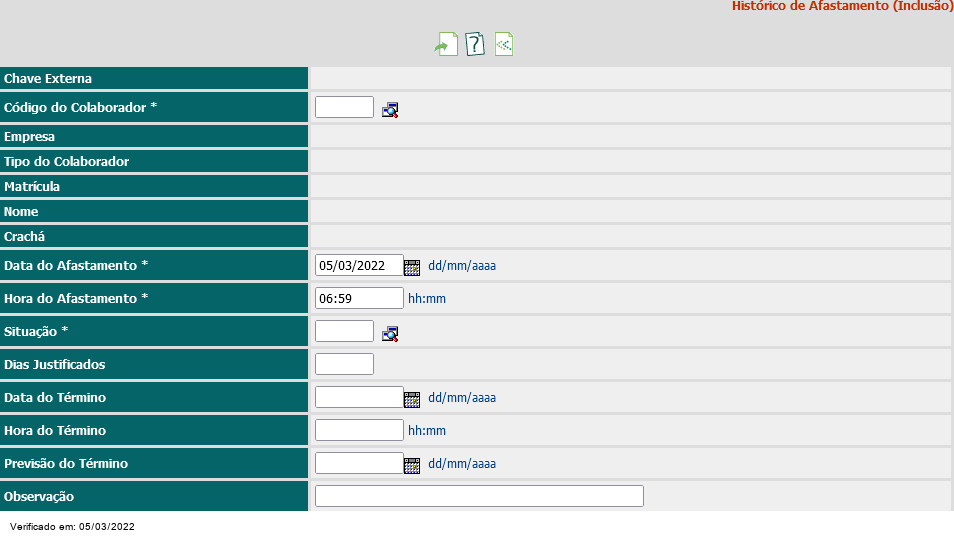 Histórico de Afastamento (Inclusão)
Chave Externa
Código do Colaborador *
Empresa
Tipo do Colaborador
Matrícula
Nome
Crachá
Data do Afastamento * 05/03/2022 dd/mm/aaaa
Hora do Afastamento * 06:59 hh:mm
Situação *
Dias Justificados
Data do Término dd/mm/aaaa
Hora do Término hh:mm
Previsão do Término dd/mm/aaaa
Observação
Verificado em: 05/03/2022